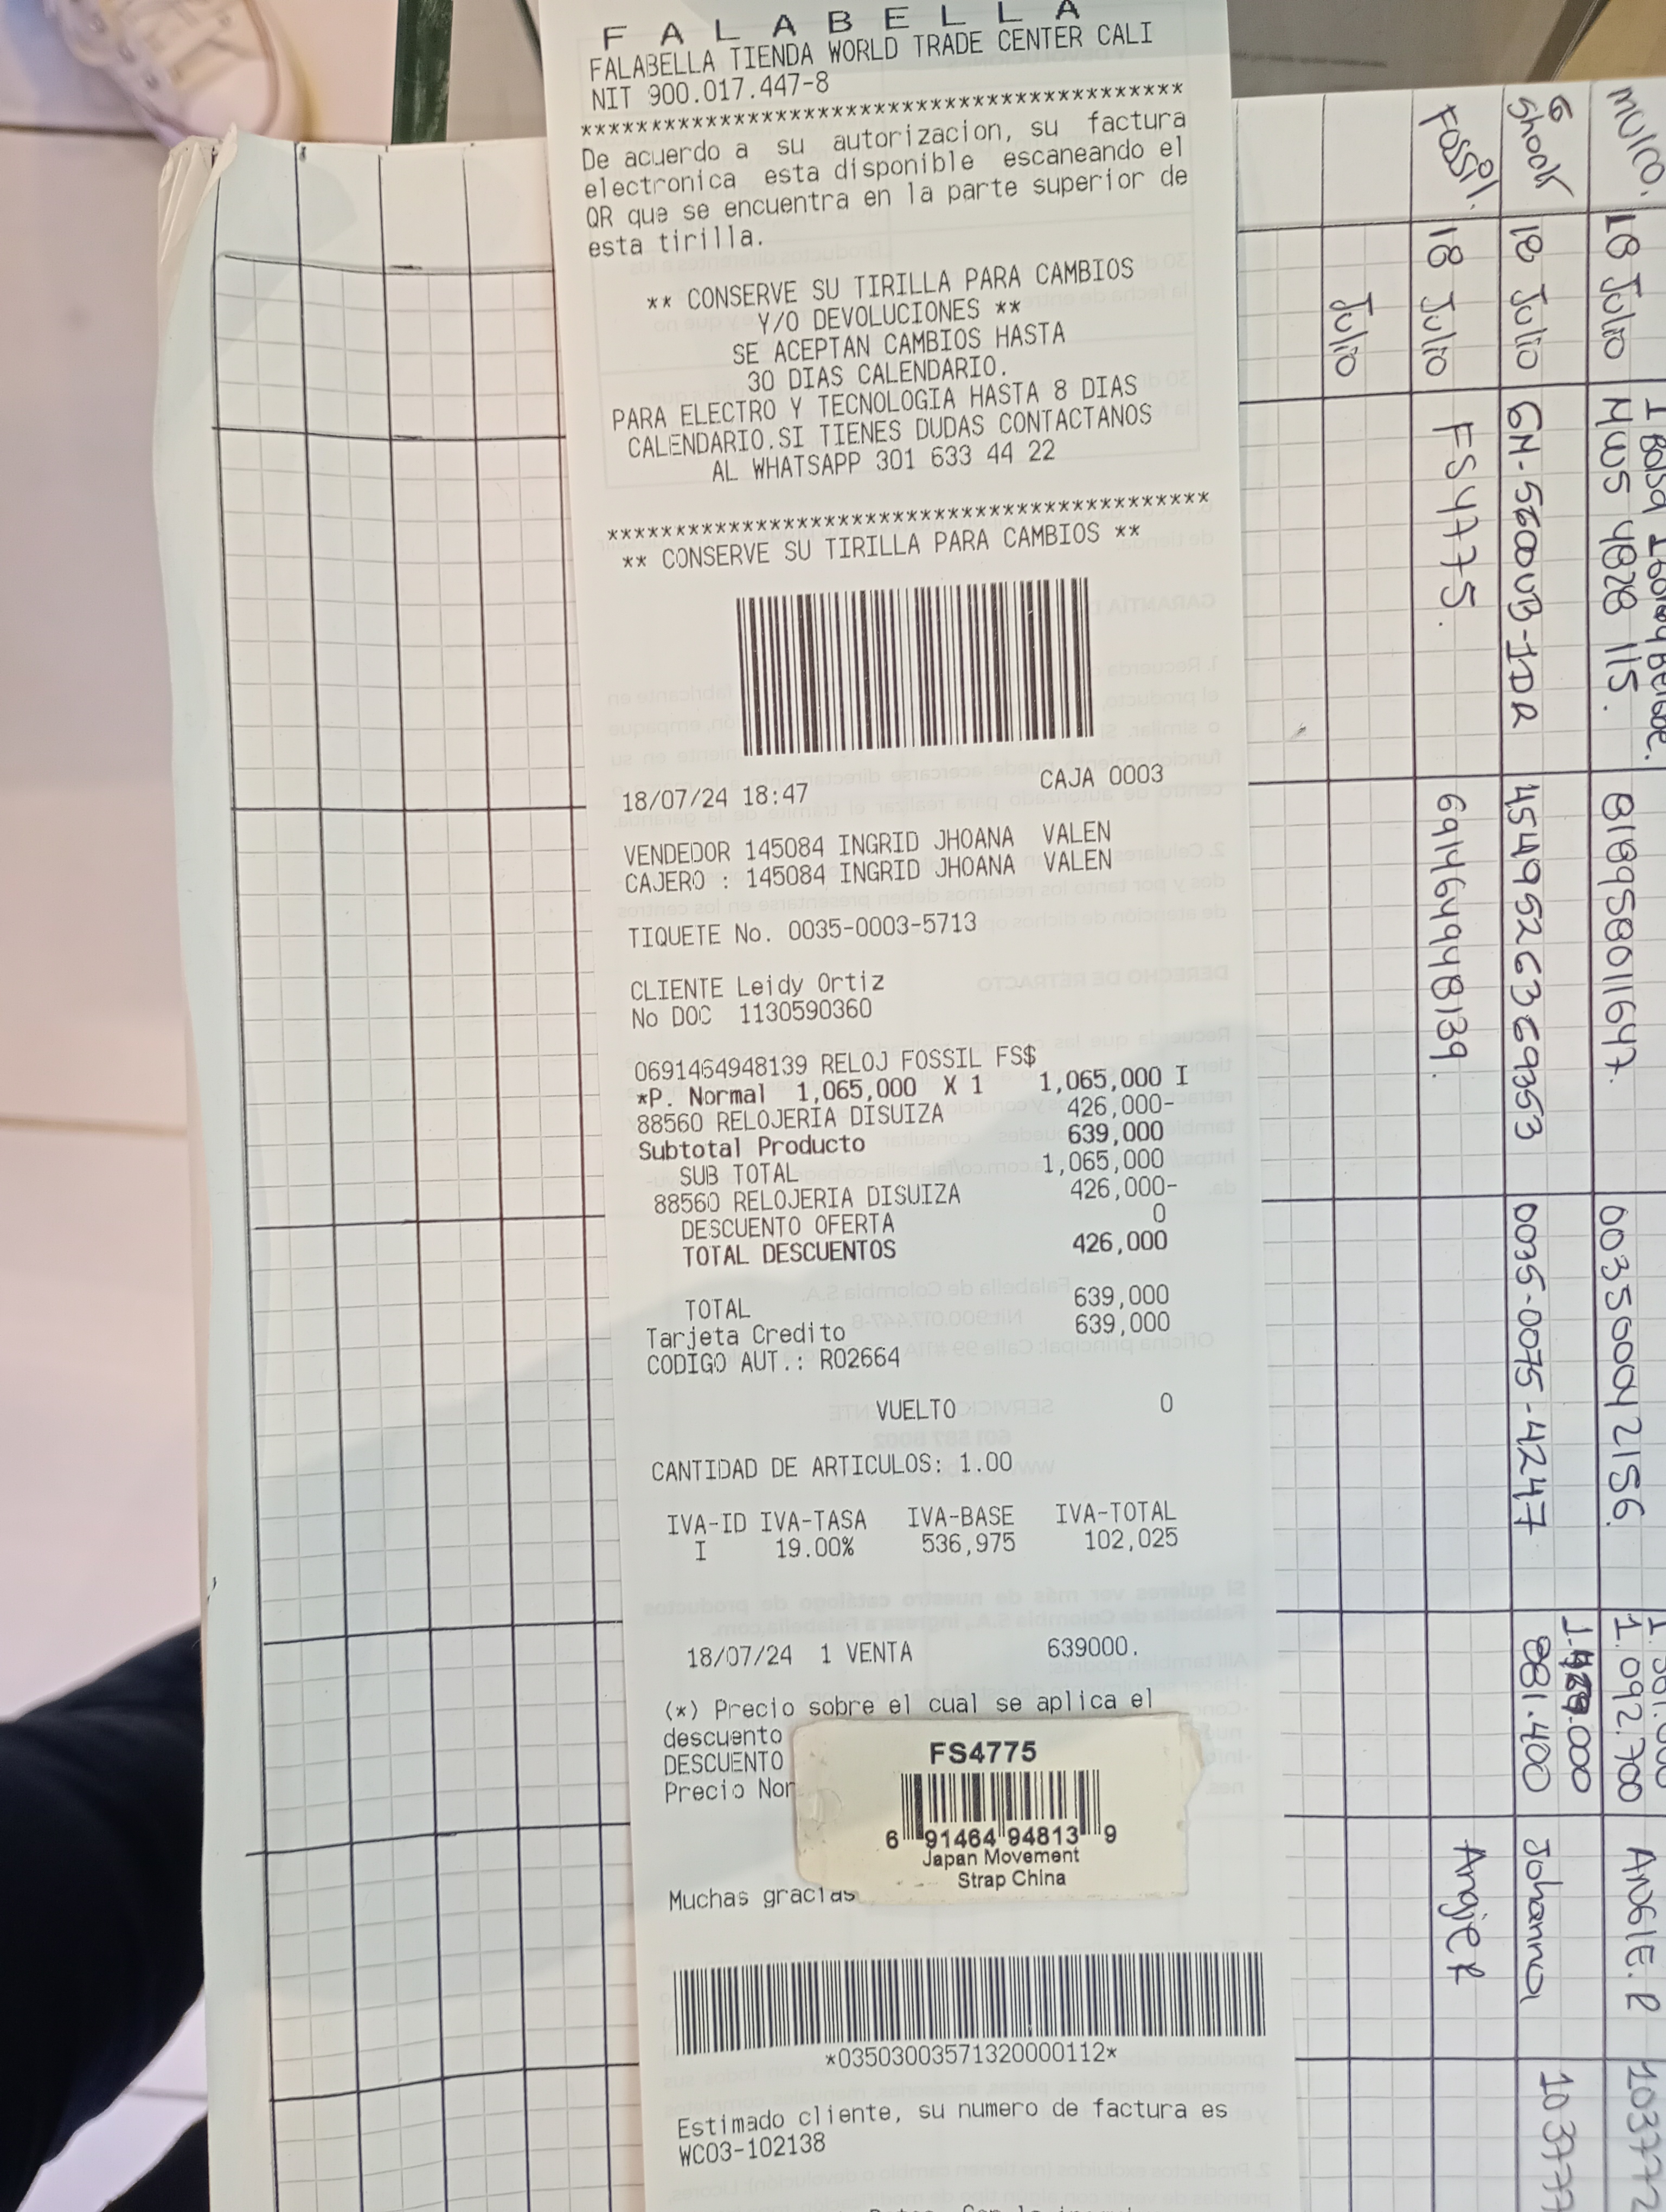 FALABELLA
FALABELLA TIENDA WORLD TRADE CENTER CALI
NIT 900.017.447-8
*******************************************
De acuerdo a su autorizacion, su factura
electronica esta disponible escaneando el
QR que se encuentra en la parte superior de
esta tirilla.
** CONSERVE SU TIRILLA PARA CAMBIOS
Y/O DEVOLUCIONES **
SE ACEPTAN CAMBIOS HASTA
30 DIAS CALENDARIO.
PARA ELECTRO Y TECNOLOGIA HASTA 8 DIAS
CALENDARIO.SI TIENES DUDAS CONTACTANOS
AL WHATSAPP 301 633 44 22
*******************************************
** CONSERVE SU TIRILLA PARA CAMBIOS **
18/07/24 18:47 CAJA 0003
VENDEDOR 145084 INGRID JHOANA VALEN
CAJERO : 145084 INGRID JHOANA VALEN
TIQUETE No. 0035-0003-5713
CLIENTE Leidy Ortiz
No DOC 1130590360
0691464948139 RELOJ FOSSIL FS$
*P. Normal 1,065,000 X 1 1,065,000 I
88560 RELOJERIA DISUIZA 426,000-
Subtotal Producto 639,000
SUB TOTAL 1,065,000
88560 RELOJERIA DISUIZA 426,000-
DESCUENTO OFERTA 0
TOTAL DESCUENTOS 426,000
TOTAL 639,000
Tarjeta Credito 639,000
CODIGO AUT.: R02664
VUELTO 0
CANTIDAD DE ARTICULOS: 1.00
IVA-ID IVA-TASA IVA-BASE IVA-TOTAL
I 19.00% 536,975 102,025
18/07/24 1 VENTA 639000.
(*) Precio sobre el cual se aplica el
descuento
DESCUENTO
Precio Nor
FS4775
6 91464 94813 9
Japan Movement
Strap China
Muchas gracias
*03503003571320000112*
Estimado cliente, su numero de factura es
WC03-102138
MULCO. 18 Julio MW5 4828 115. 8189580011647. 0035 0004 2156. 1.092.700 ANGIE.R 1037772
G Shook 18 Julio GM-5600UB-1DR 4549526369353 0035-0075-4247 881.400 Johanna 103777
Fossil. 18 Julio FS4775. 691464948139. Angie R
Julio